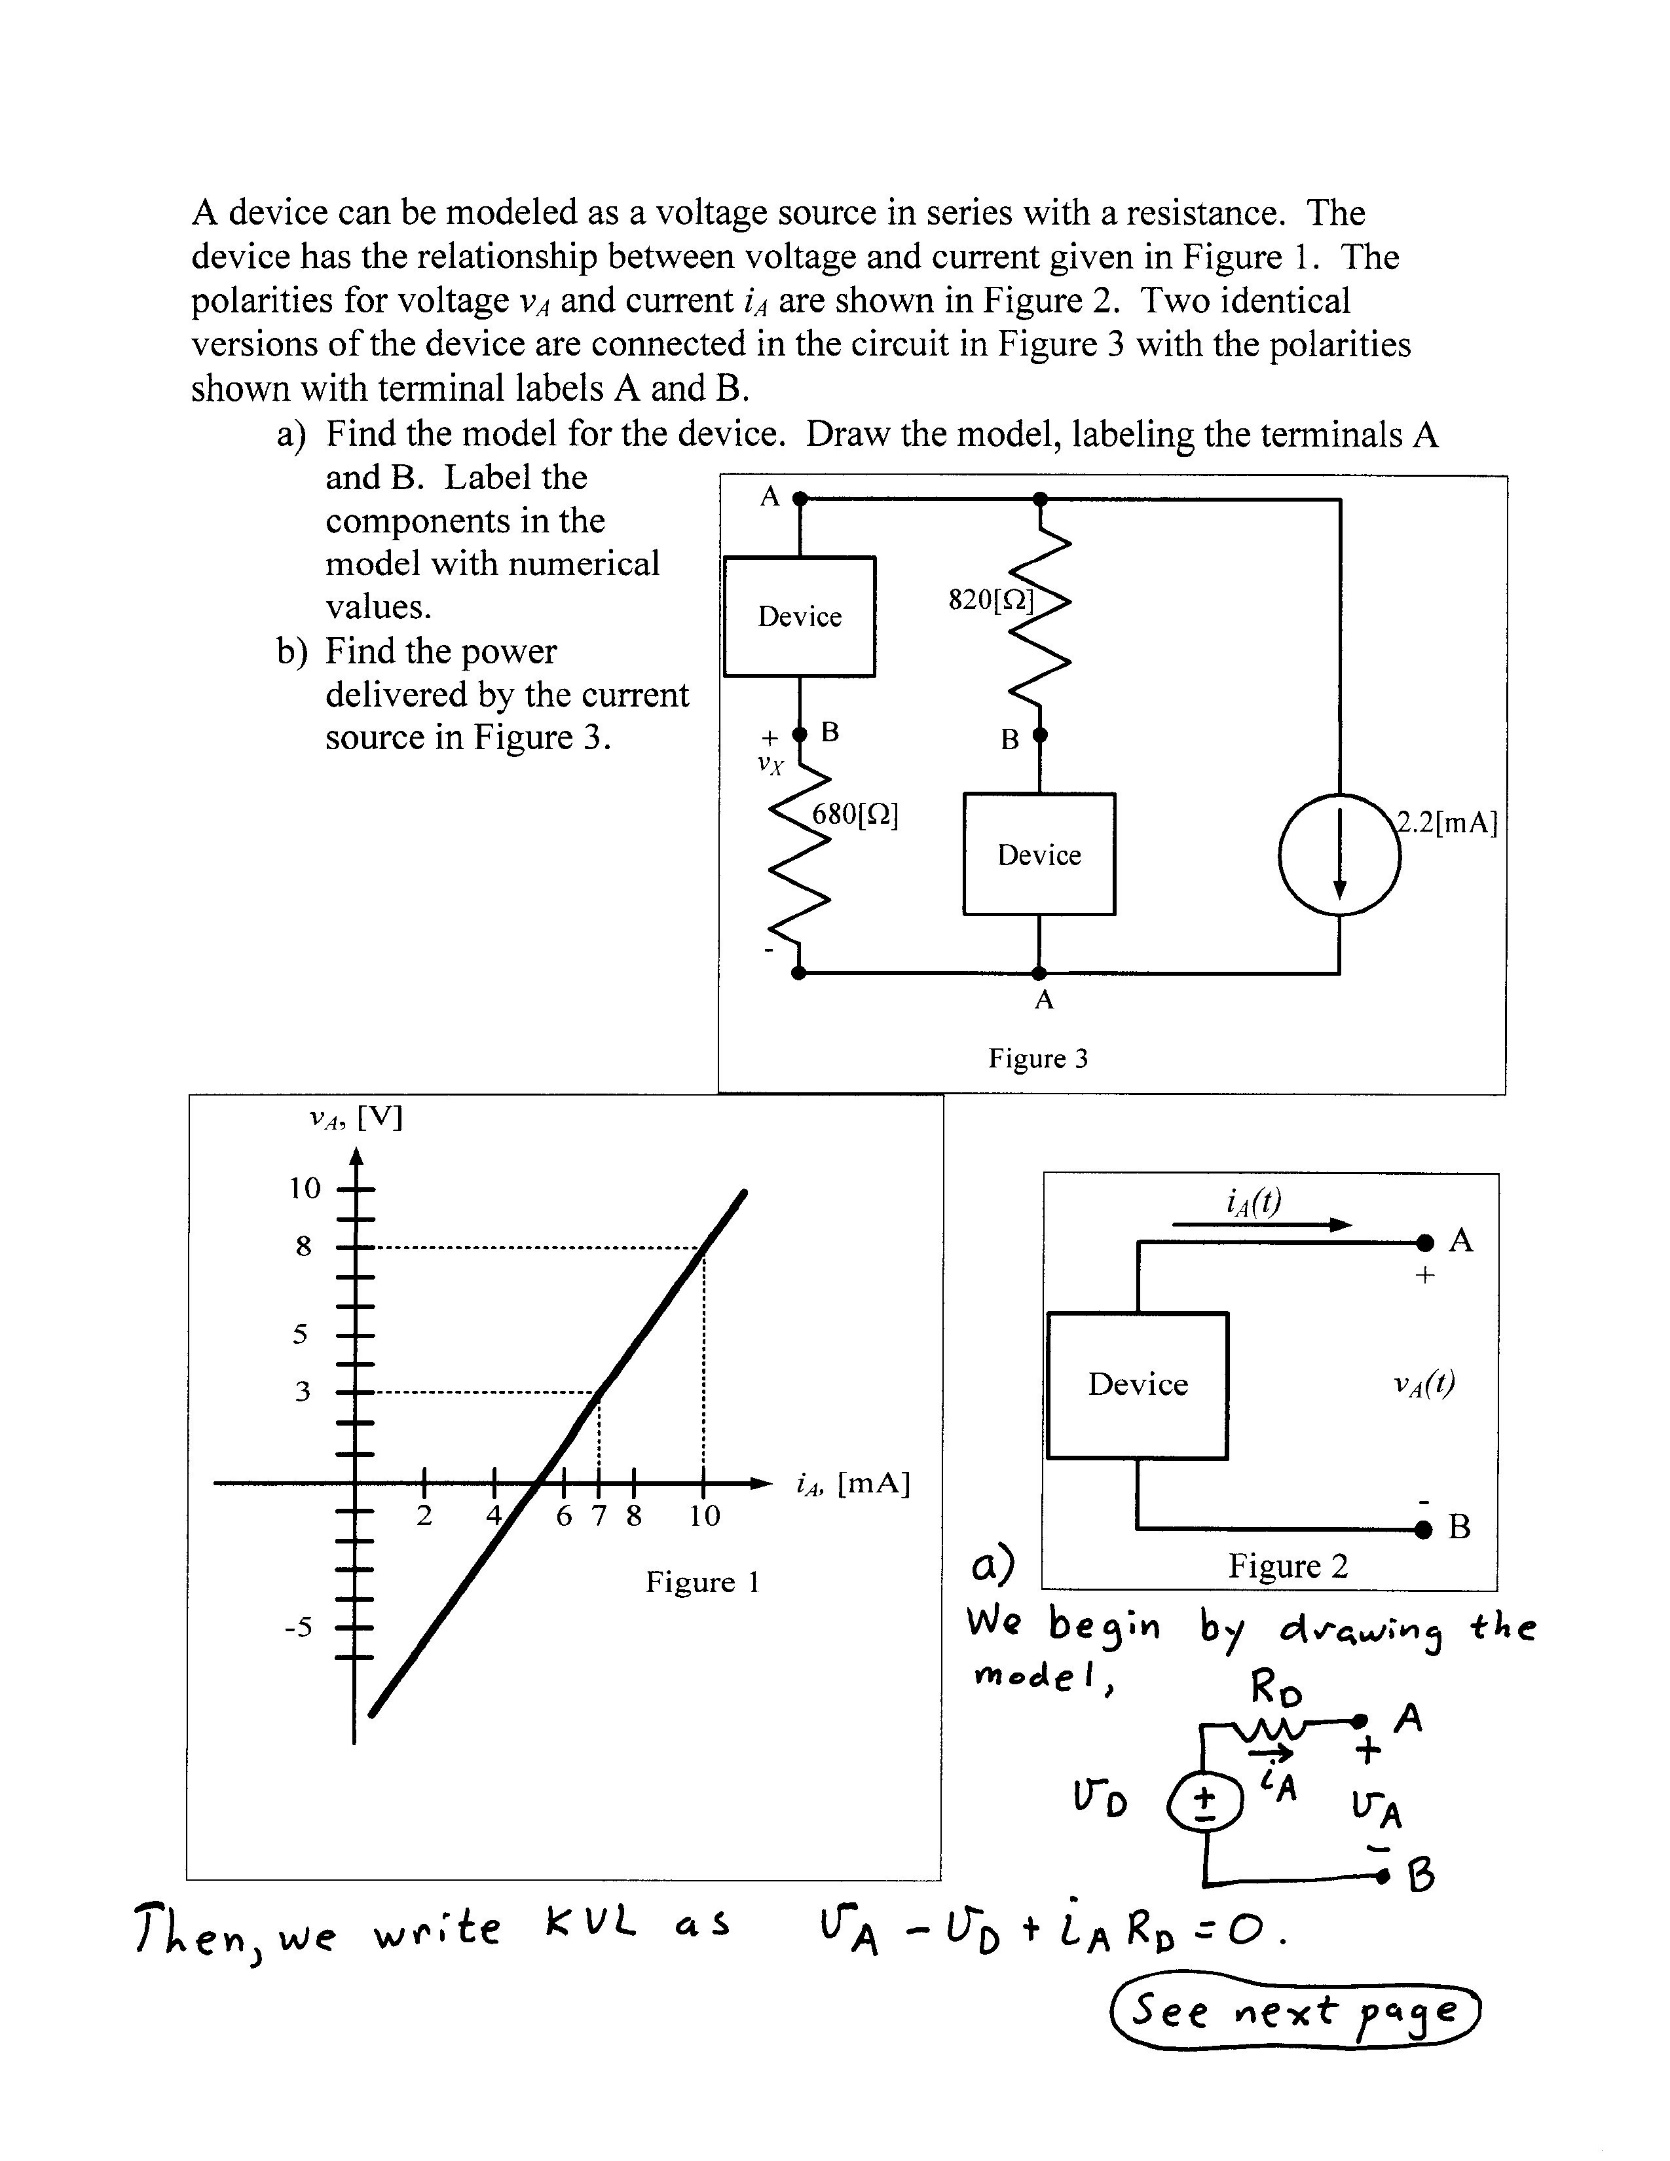 A device can be modeled as a voltage source in series with a resistance. The
device has the relationship between voltage and current given in Figure 1. The
polarities for voltage vA and current iA are shown in Figure 2. Two identical
versions of the device are connected in the circuit in Figure 3 with the polarities
shown with terminal labels A and B.
a) Find the model for the device. Draw the model, labeling the terminals A
and B. Label the
components in the
model with numerical
values.
b) Find the power
delivered by the current
source in Figure 3.
A
Device
820[Ω]
+
B
vX
B
680[Ω]
Device
2.2[mA]
-
A
Figure 3
vA, [V]
10
8
5
3
iA, [mA]
2
4
6
7
8
10
Figure 1
-5
iA(t)
A
+
Device
vA(t)
-
B
Figure 2
a)
We begin by drawing the
model,
RD
A
+
iA
vD
+
-
vA
-
B
Then, we write KVL as vA - vD + iA RD = 0.
See next page